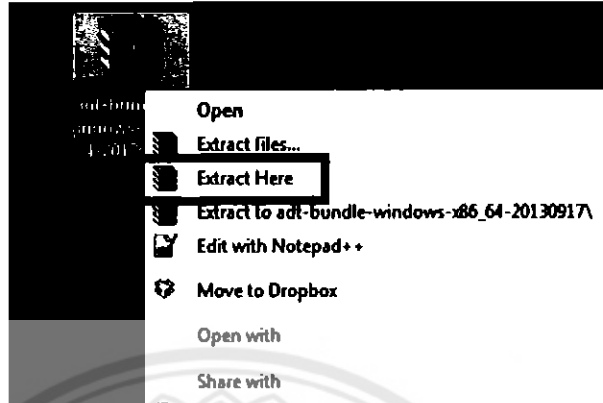 Open
Extract files...
Extract Here
Extract to adt-bundle-windows-x86_64-20130917\
Edit with Notepad++
Move to Dropbox
Open with
Share with